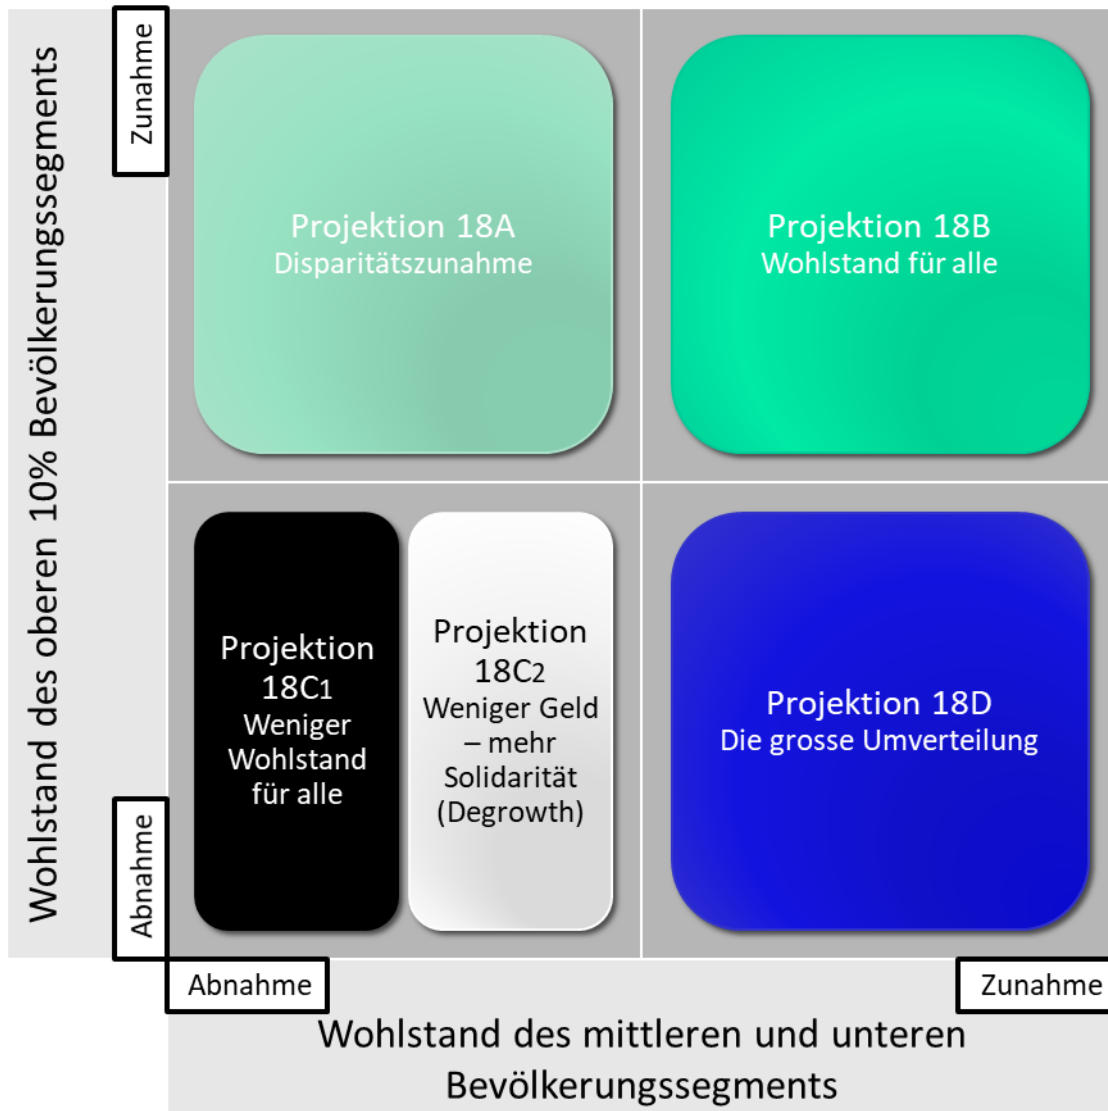 Wohlstand des oberen 10% Bevölkerungssegments
Zunahme
Abnahme
Projektion 18A
Disparitätszunahme
Projektion 18B
Wohlstand für alle
Projektion
18C1
Weniger
Wohlstand
für alle
Projektion
18C2
Weniger Geld
– mehr
Solidarität
(Degrowth)
Projektion 18D
Die grosse Umverteilung
Abnahme
Zunahme
Wohlstand des mittleren und unteren
Bevölkerungssegments